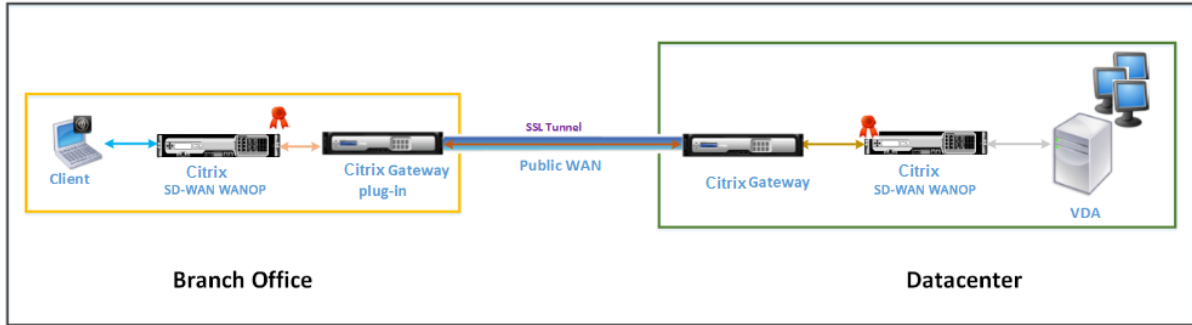 SSL Tunnel
Client
Citrix
SD-WAN WANOP
Citrix Gateway
plug-in
Public WAN
Citrix Gateway
Citrix
SD-WAN WANOP
VDA
Branch Office
Datacenter